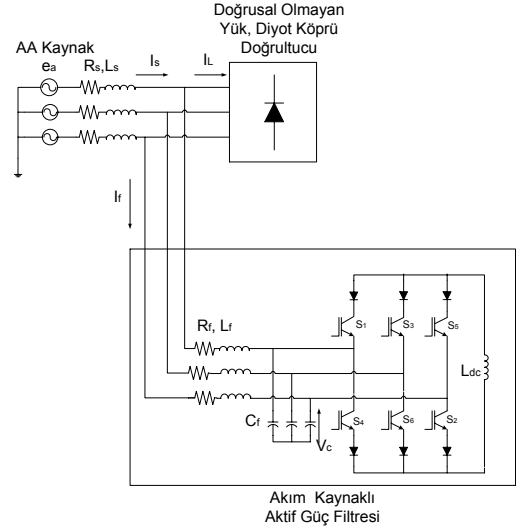 Doğrusal Olmayan
Yük, Diyot Köprü
Doğrultucu
AA Kaynak
ea
Rs,Ls
Is
IL
If
Rf, Lf
S1
S3
S5
Ldc
Cf
Vc
S4
S6
S2
Akım Kaynaklı
Aktif Güç Filtresi